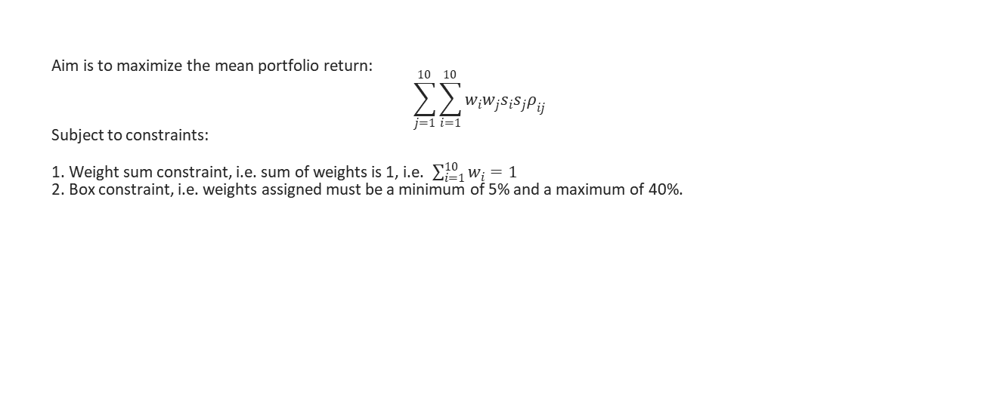 Aim is to maximize the mean portfolio return:
\sum_{j=1}^{10} \sum_{i=1}^{10} w_i w_j s_i s_j \rho_{ij}
Subject to constraints:
1. Weight sum constraint, i.e. sum of weights is 1, i.e. \sum_{i=1}^{10} w_i = 1
2. Box constraint, i.e. weights assigned must be a minimum of 5% and a maximum of 40%.